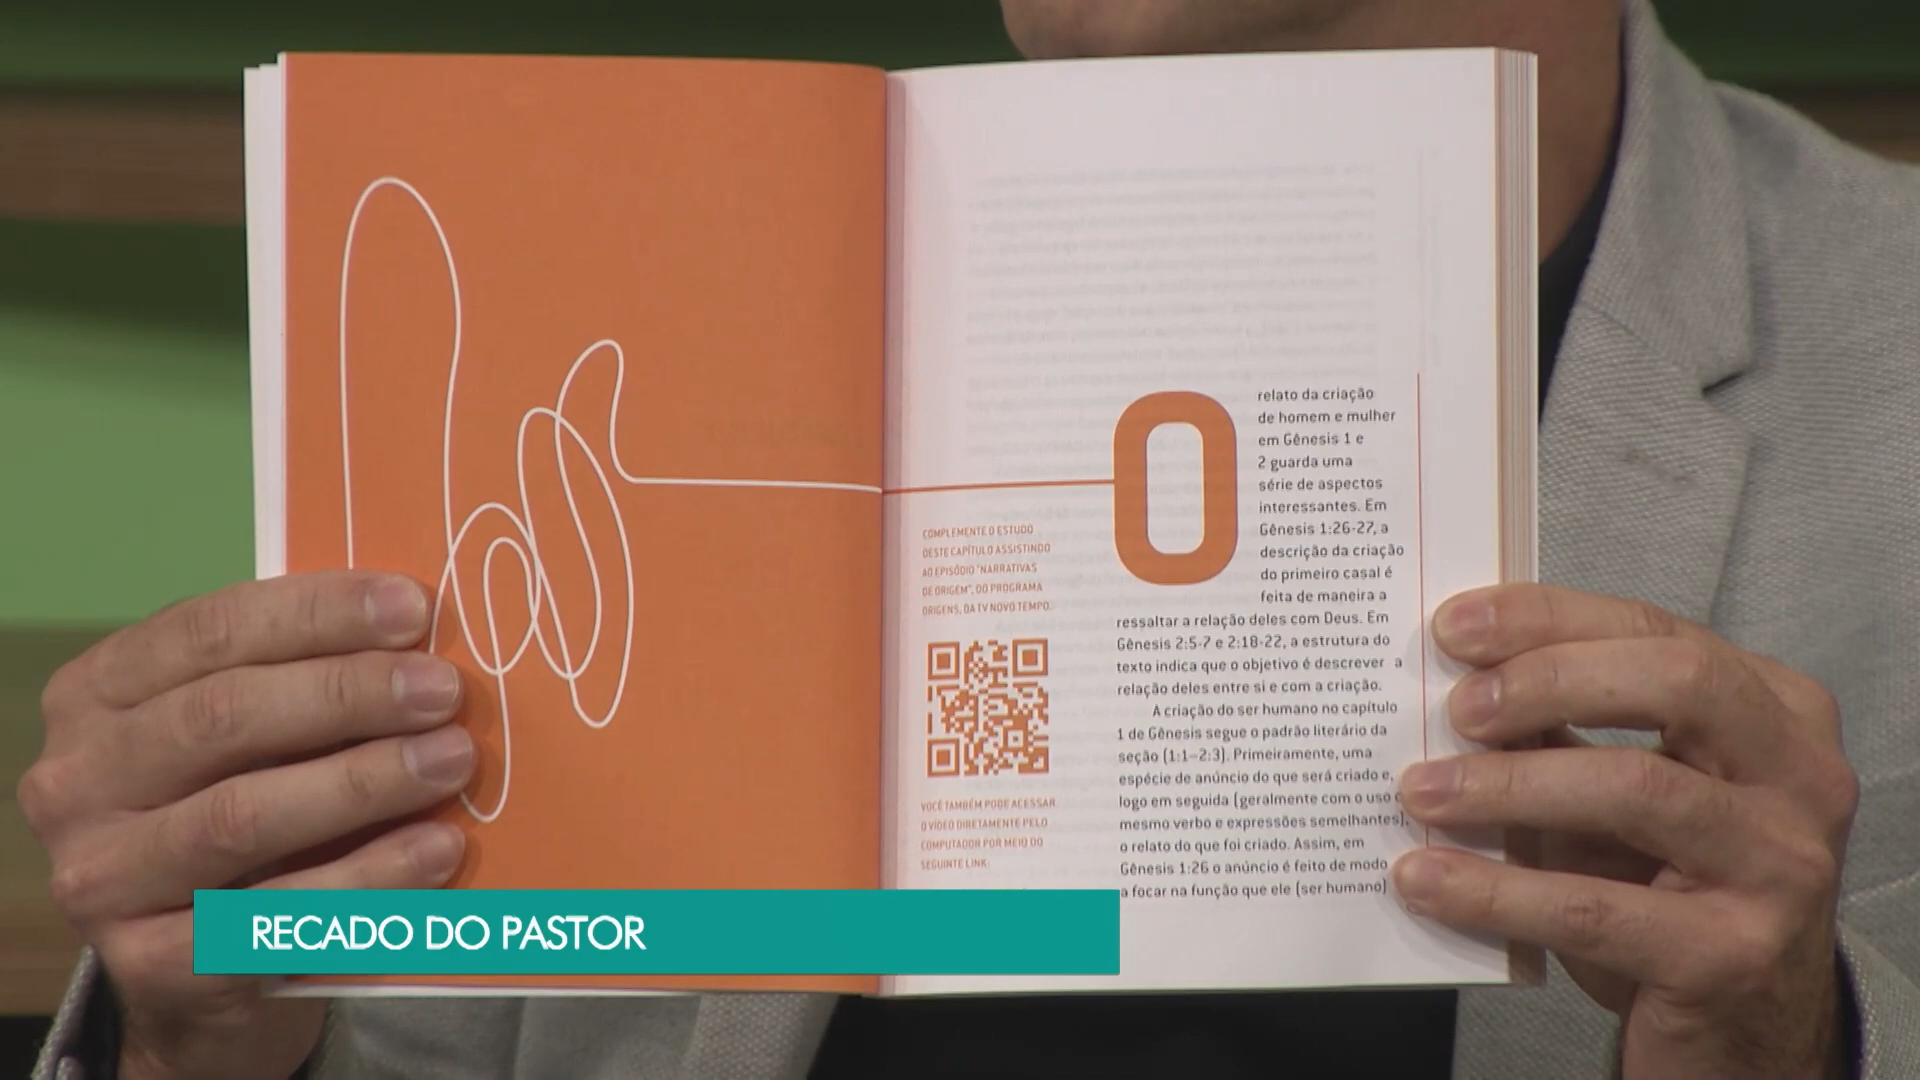 COMPLEMENTE O ESTUDO
DESTE CAPÍTULO ASSISTINDO
AO EPISÓDIO "NARRATIVAS
DE ORIGEM", DO PROGRAMA
ORIGENS, DA TV NOVO TEMPO.
VOCÊ TAMBÉM PODE ACESSAR
O VÍDEO DIRETAMENTE PELO
COMPUTADOR POR MEIO DO
SEGUINTE LINK:
O
relato da criação
de homem e mulher
em Gênesis 1 e
2 guarda uma
série de aspectos
interessantes. Em
Gênesis 1:26-27, a
descrição da criação
do primeiro casal é
feita de maneira a
ressaltar a relação deles com Deus. Em
Gênesis 2:5-7 e 2:18-22, a estrutura do
texto indica que o objetivo é descrever a
relação deles entre si e com a criação.
A criação do ser humano no capítulo
1 de Gênesis segue o padrão literário da
seção (1:1–2:3). Primeiramente, uma
espécie de anúncio do que será criado e,
logo em seguida (geralmente com o uso
mesmo verbo e expressões semelhantes),
o relato do que foi criado. Assim, em
Gênesis 1:26 o anúncio é feito de modo
a focar na função que ele (ser humano)
RECADO DO PASTOR